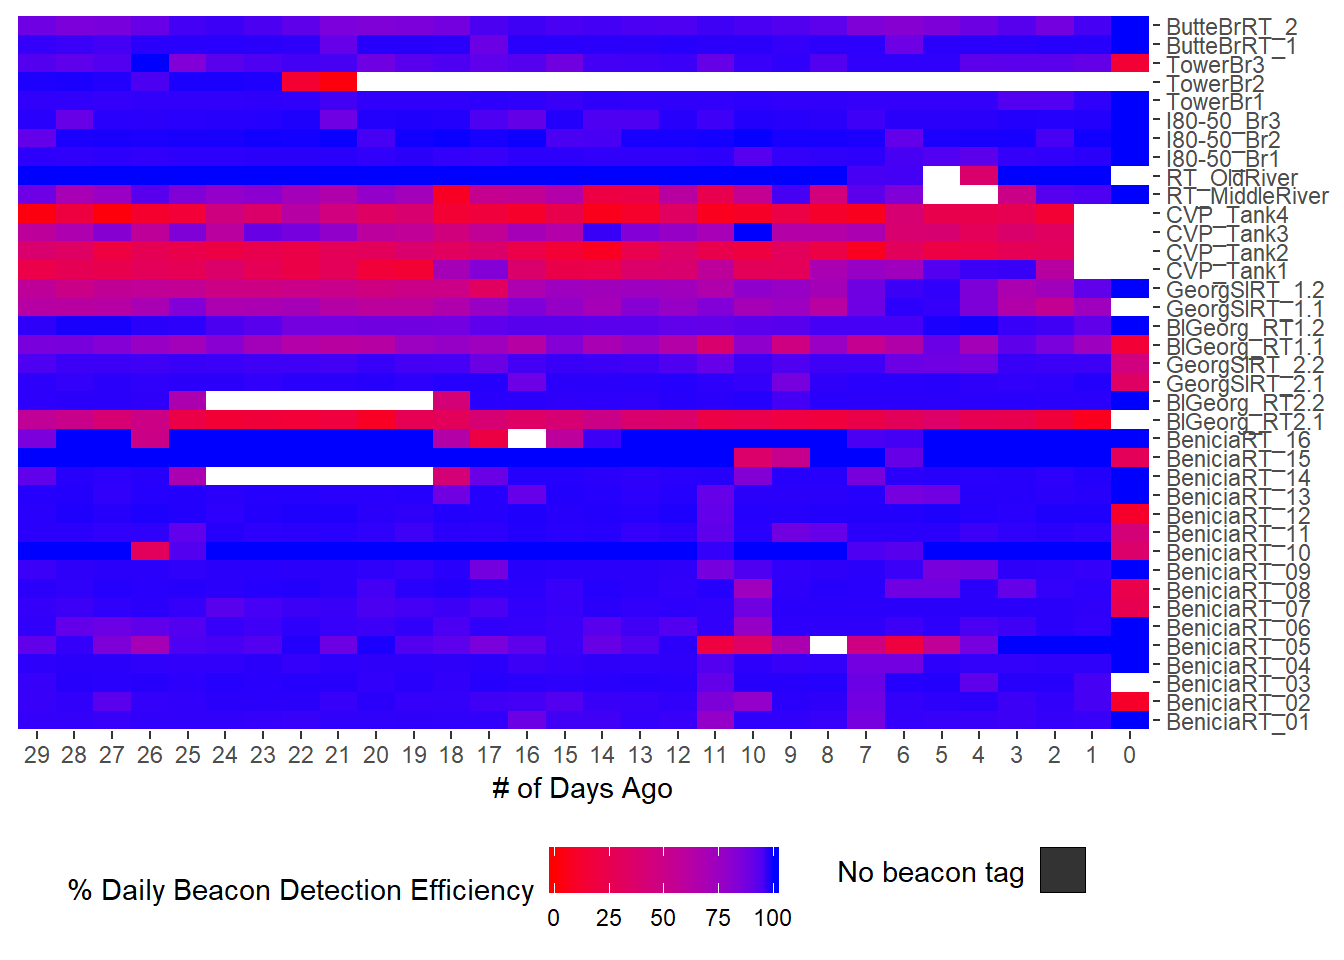 ButteBrRT_2
ButteBrRT_1
TowerBr3
TowerBr2
TowerBr1
I80-50_Br3
I80-50_Br2
I80-50_Br1
RT_OldRiver
RT_MiddleRiver
CVP_Tank4
CVP_Tank3
CVP_Tank2
CVP_Tank1
GeorgSlRT_1.2
GeorgSlRT_1.1
BlGeorg_RT1.2
BlGeorg_RT1.1
GeorgSlRT_2.2
GeorgSlRT_2.1
BlGeorg_RT2.2
BlGeorg_RT2.1
BeniciaRT_16
BeniciaRT_15
BeniciaRT_14
BeniciaRT_13
BeniciaRT_12
BeniciaRT_11
BeniciaRT_10
BeniciaRT_09
BeniciaRT_08
BeniciaRT_07
BeniciaRT_06
BeniciaRT_05
BeniciaRT_04
BeniciaRT_03
BeniciaRT_02
BeniciaRT_01
29 28 27 26 25 24 23 22 21 20 19 18 17 16 15 14 13 12 11 10 9 8 7 6 5 4 3 2 1 0
# of Days Ago
% Daily Beacon Detection Efficiency
0 25 50 75 100
No beacon tag